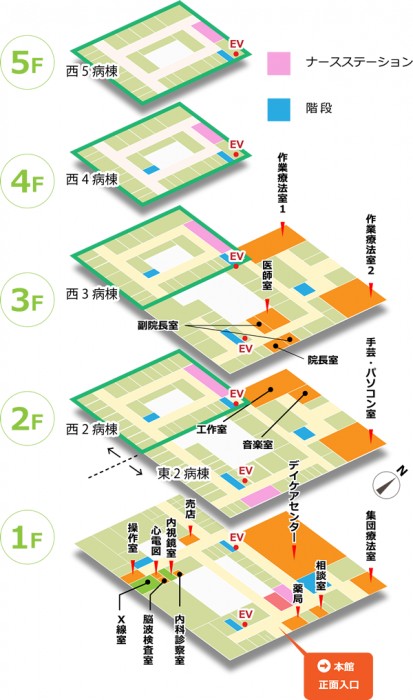 5F
西5病棟
EV
ナースステーション
階段
4F
西4病棟
EV
作業療法室1
作業療法室2
3F
西3病棟
EV
医師室
副院長室
院長室
EV
手芸・パソコン室
2F
西2病棟
EV
工作室
音楽室
東2病棟
EV
N
1F
売店
内視鏡室
心電図
操作室
デイケアセンター
集団療法室
相談室
薬局
EV
EV
X線室
脳波検査室
内科診察室
本館
正面入口